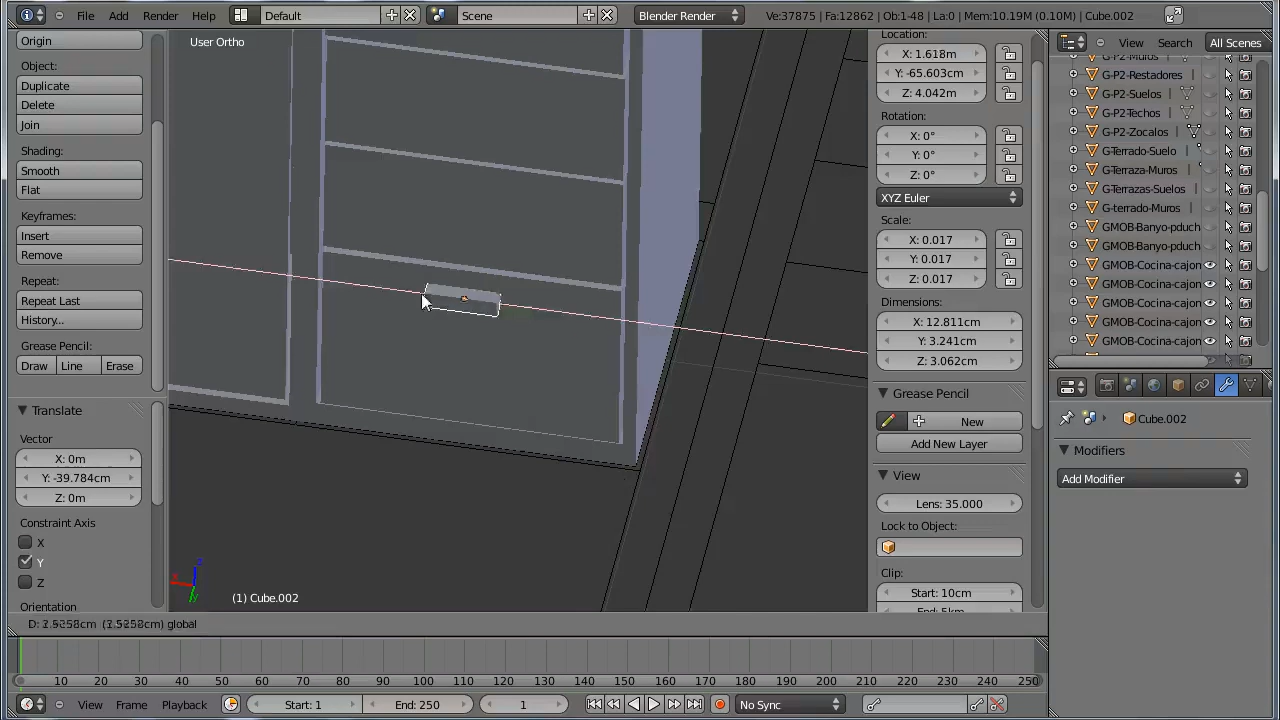 File Add Render Help Default Scene Blender Render Ve:37875 | Fa:12862 | Ob:1-48 | La:0 | Mem:10.19M (0.10M) | Cube.002
Origin
Object:
Duplicate
Delete
Join
Shading:
Smooth
Flat
Keyframes:
Insert
Remove
Repeat:
Repeat Last
History...
Grease Pencil:
Draw Line Erase
Translate
Vector
X: 0m
Y: -39.784cm
Z: 0m
Constraint Axis
X
Y
Z
Orientation
User Ortho
(1) Cube.002
Location:
X: 1.618m
Y: -65.603cm
Z: 4.042m
Rotation:
X: 0°
Y: 0°
Z: 0°
XYZ Euler
Scale:
X: 0.017
Y: 0.017
Z: 0.017
Dimensions:
X: 12.811cm
Y: 3.241cm
Z: 3.062cm
Grease Pencil
New
Add New Layer
View
Lens: 35.000
Lock to Object:
Clip:
Start: 10cm
End: 5km
View Search All Scenes
G-P2-Muros
G-P2-Restadores
G-P2-Suelos
G-P2-Techos
G-P2-Zocalos
G-Terrado-Suelo
G-Terraza-Muros
G-Terrazas-Suelos
G-terrado-Muros
GMOB-Banyo-pduch
GMOB-Banyo-pduch
GMOB-Cocina-cajon
GMOB-Cocina-cajon
GMOB-Cocina-cajon
GMOB-Cocina-cajon
GMOB-Cocina-cajon
Cube.002
Modifiers
Add Modifier
D: 2.5258cm (2.5258cm) global
0 10 20 30 40 50 60 70 80 90 100 110 120 130 140 150 160 170 180 190 200 210 220 230 240 250
View Frame Playback Start: 1 End: 250 1 No Sync